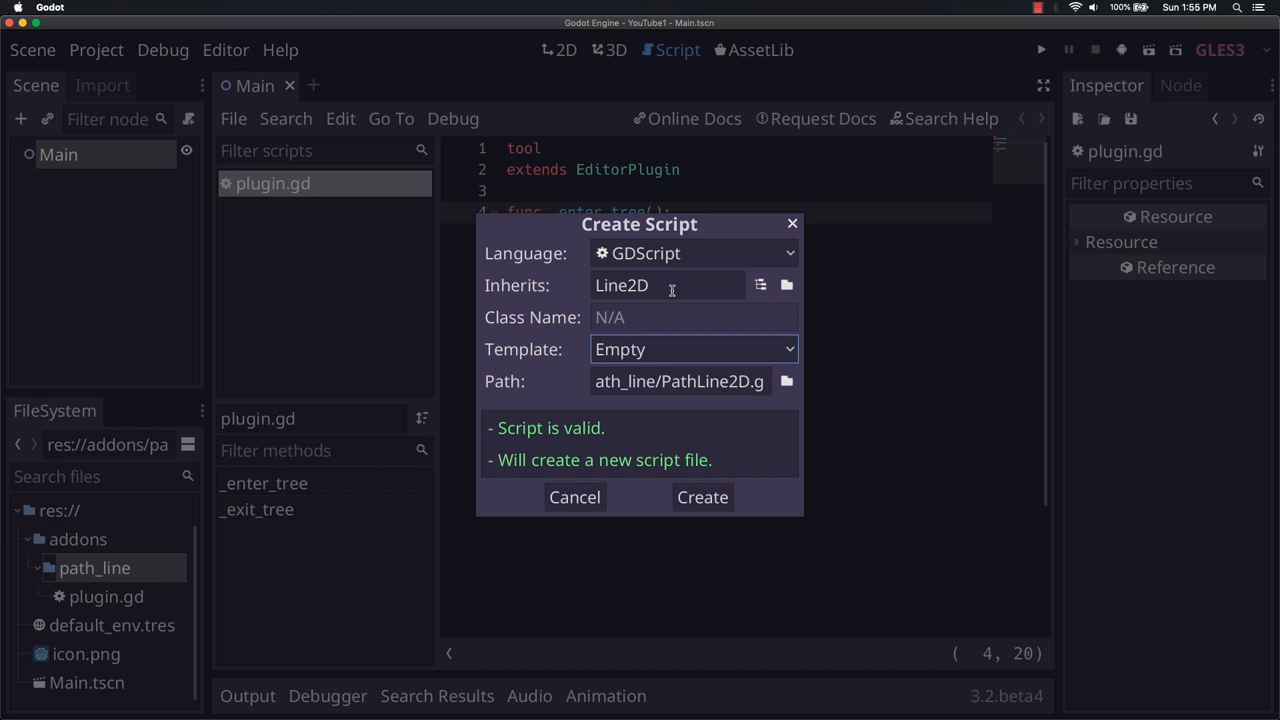 Godot
100%
Sun 1:55 PM
Godot Engine - YouTube1 - Main.tscn
Scene Project Debug Editor Help
2D 3D Script AssetLib
GLES3
Scene Import
Main
Inspector Node
Filter node
File Search Edit Go To Debug
Online Docs Request Docs Search Help
Main
Filter scripts
plugin.gd
1 tool
2 extends EditorPlugin
3
4 func _enter_tree():
plugin.gd
Filter properties
Resource
Resource
Reference
Create Script
Language: GDScript
Inherits: Line2D
Class Name: N/A
Template: Empty
Path: ath_line/PathLine2D.g
- Script is valid.
- Will create a new script file.
Cancel Create
FileSystem
res://addons/pa
Search files
res://
addons
path_line
plugin.gd
default_env.tres
icon.png
Main.tscn
plugin.gd
Filter methods
_enter_tree
_exit_tree
( 4, 20)
Output Debugger Search Results Audio Animation
3.2.beta4